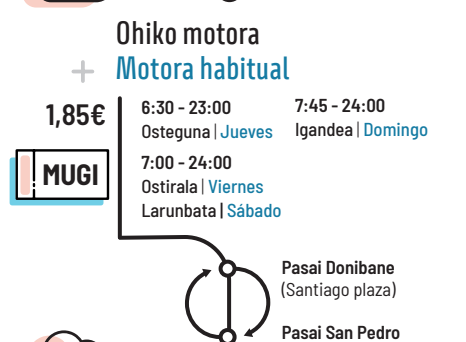 Ohiko motora
+ Motora habitual
1,85€
MUGI
6:30 - 23:00
Osteguna | Jueves
7:00 - 24:00
Ostirala | Viernes
Larunbata | Sábado
7:45 - 24:00
Igandea | Domingo
Pasai Donibane
(Santiago plaza)
Pasai San Pedro